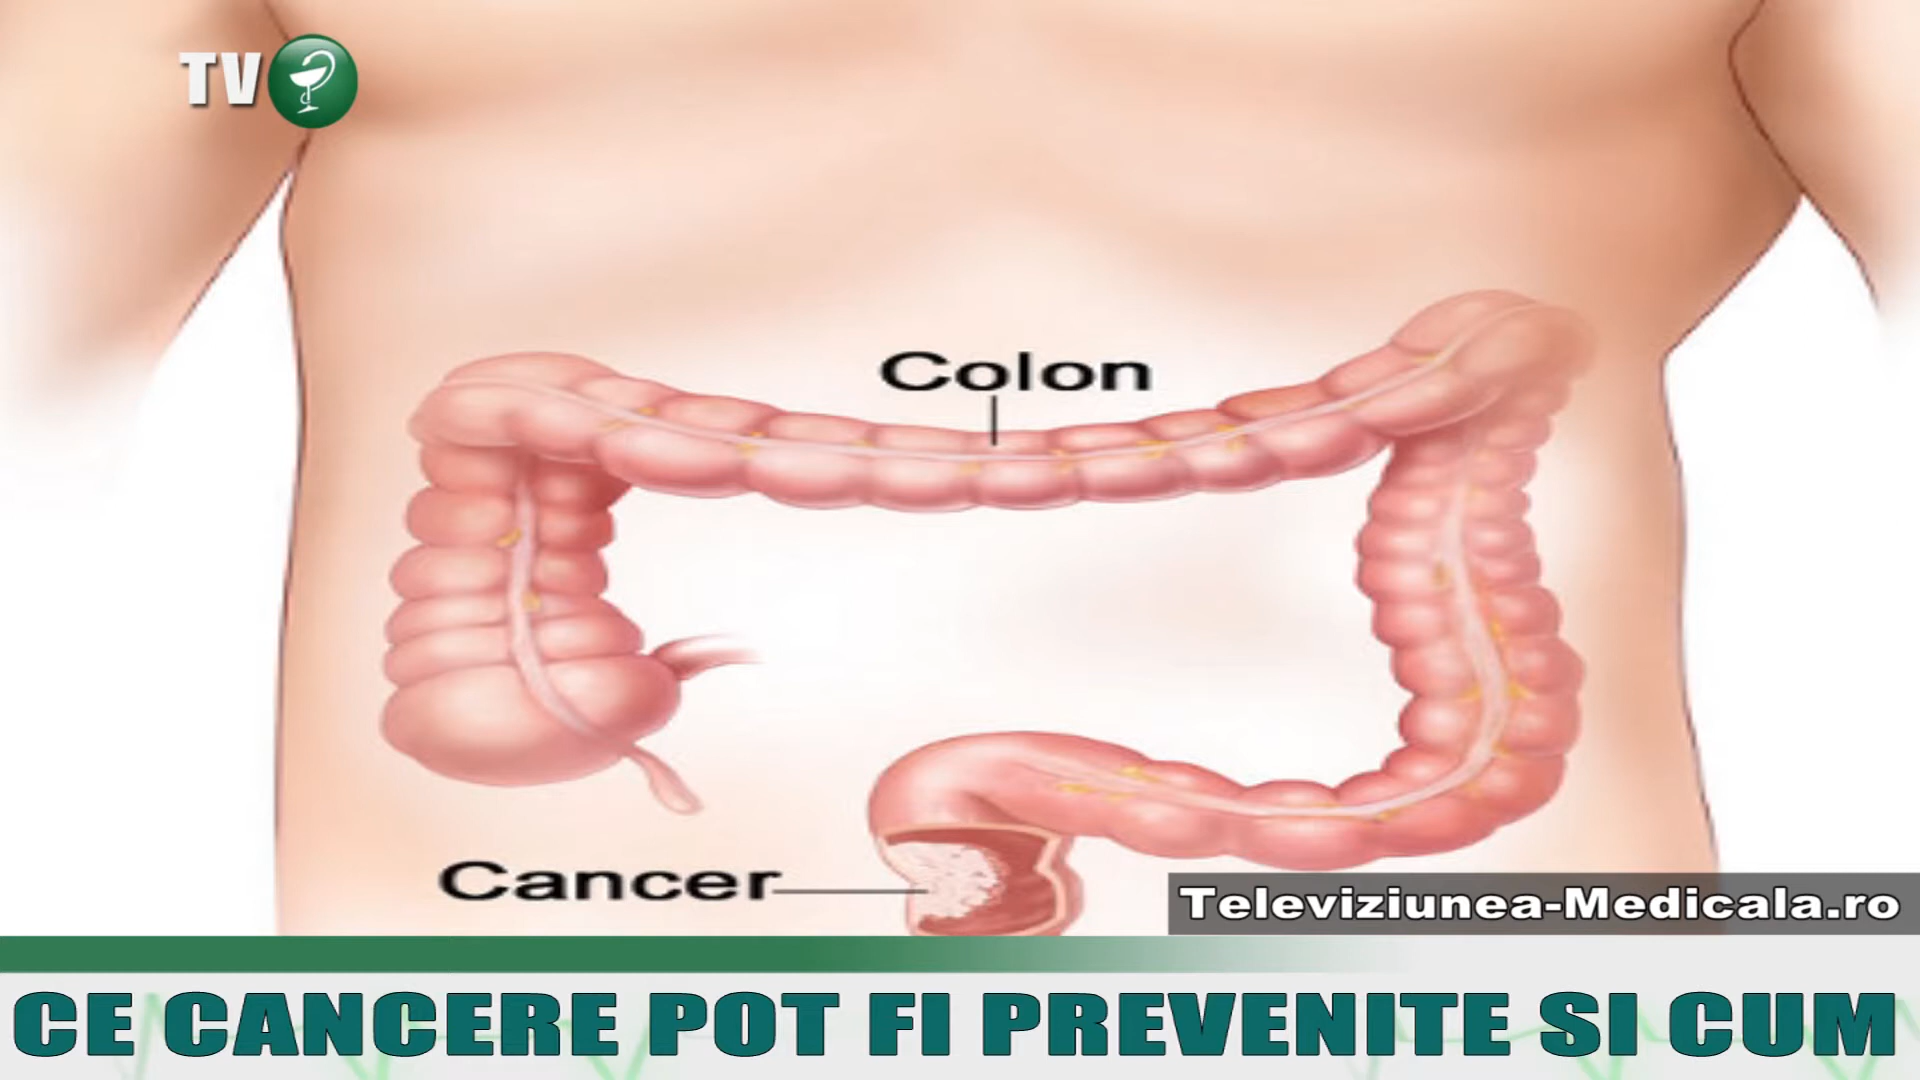 TV
Colon
Cancer
Televiziunea-Medicala.ro
CE CANCERE POT FI PREVENITE SI CUM